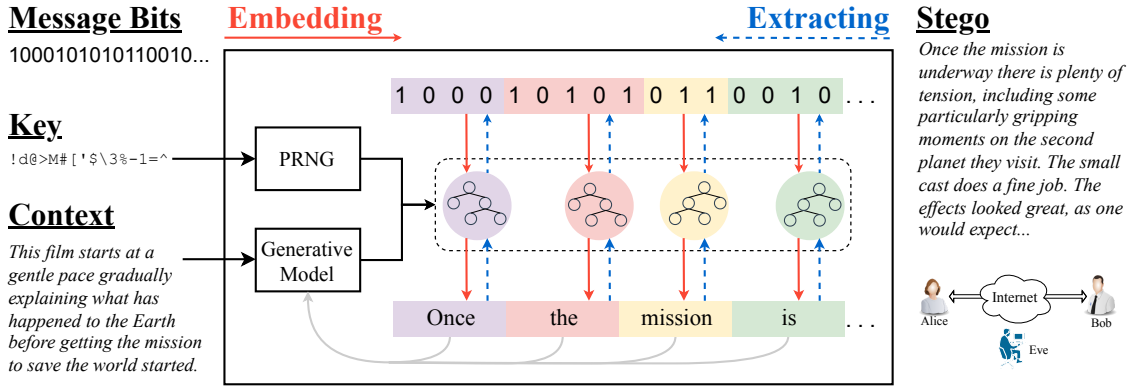 Message Bits
1000101010110010...
Key
!d@>M#['$\3%-1=^
Context
This film starts at a
gentle pace gradually
explaining what has
happened to the Earth
before getting the mission
to save the world started.
Embedding
Extracting
1 0 0 0 1 0 1 0 1 0 1 1 0 0 1 0 ...
PRNG
Generative
Model
Once the mission is ...
Stego
Once the mission is
underway there is plenty of
tension, including some
particularly gripping
moments on the second
planet they visit. The small
cast does a fine job. The
effects looked great, as one
would expect...
Internet
Alice
Bob
Eve